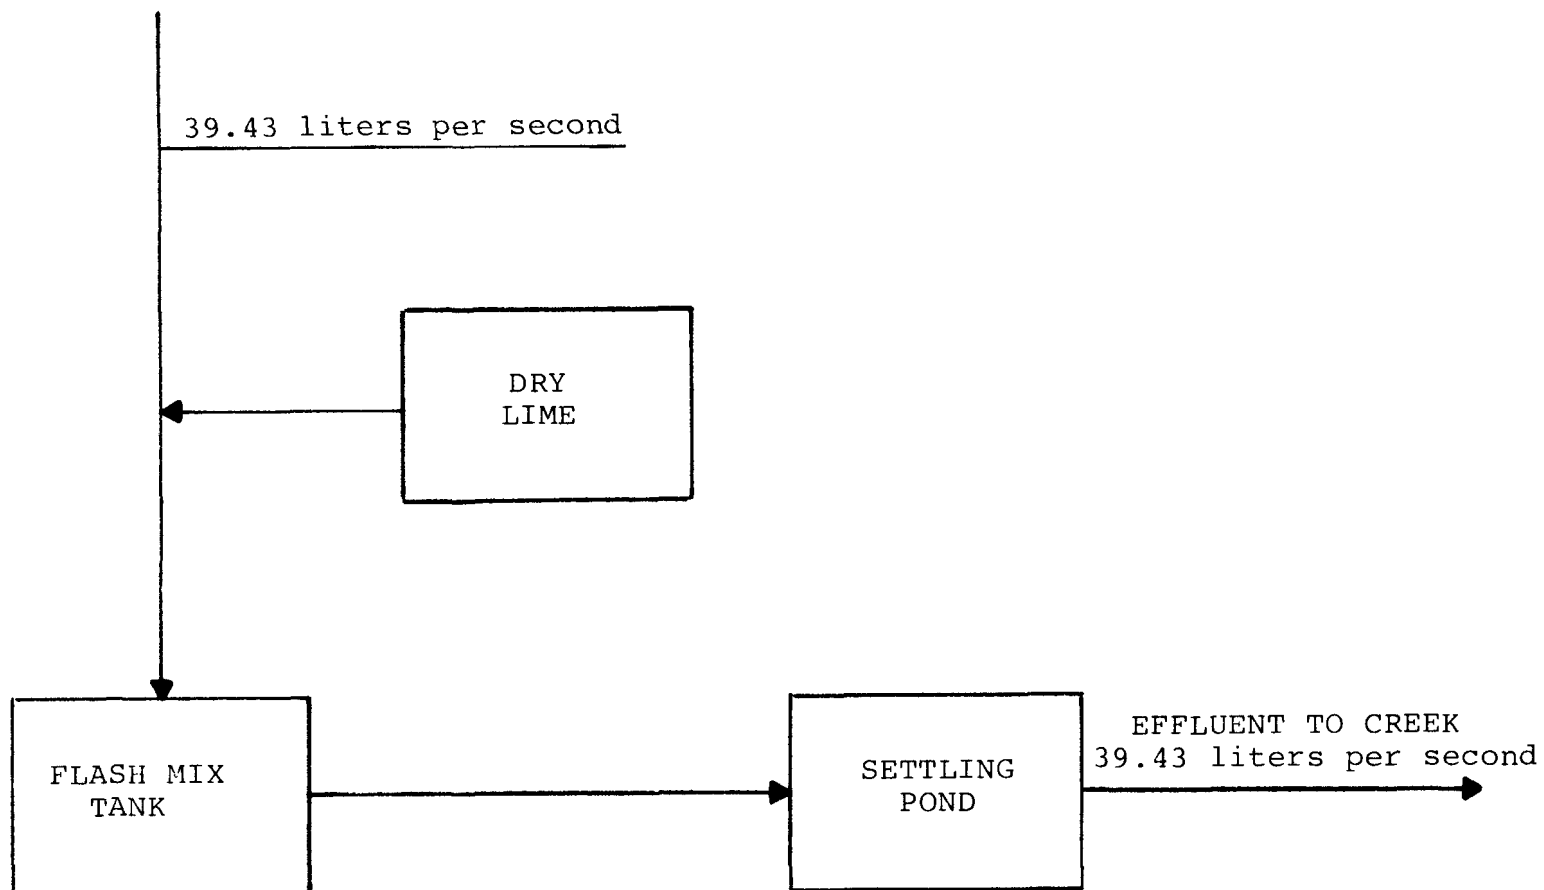 39.43 liters per second
DRY
LIME
FLASH MIX
TANK
SETTLING
POND
EFFLUENT TO CREEK
39.43 liters per second